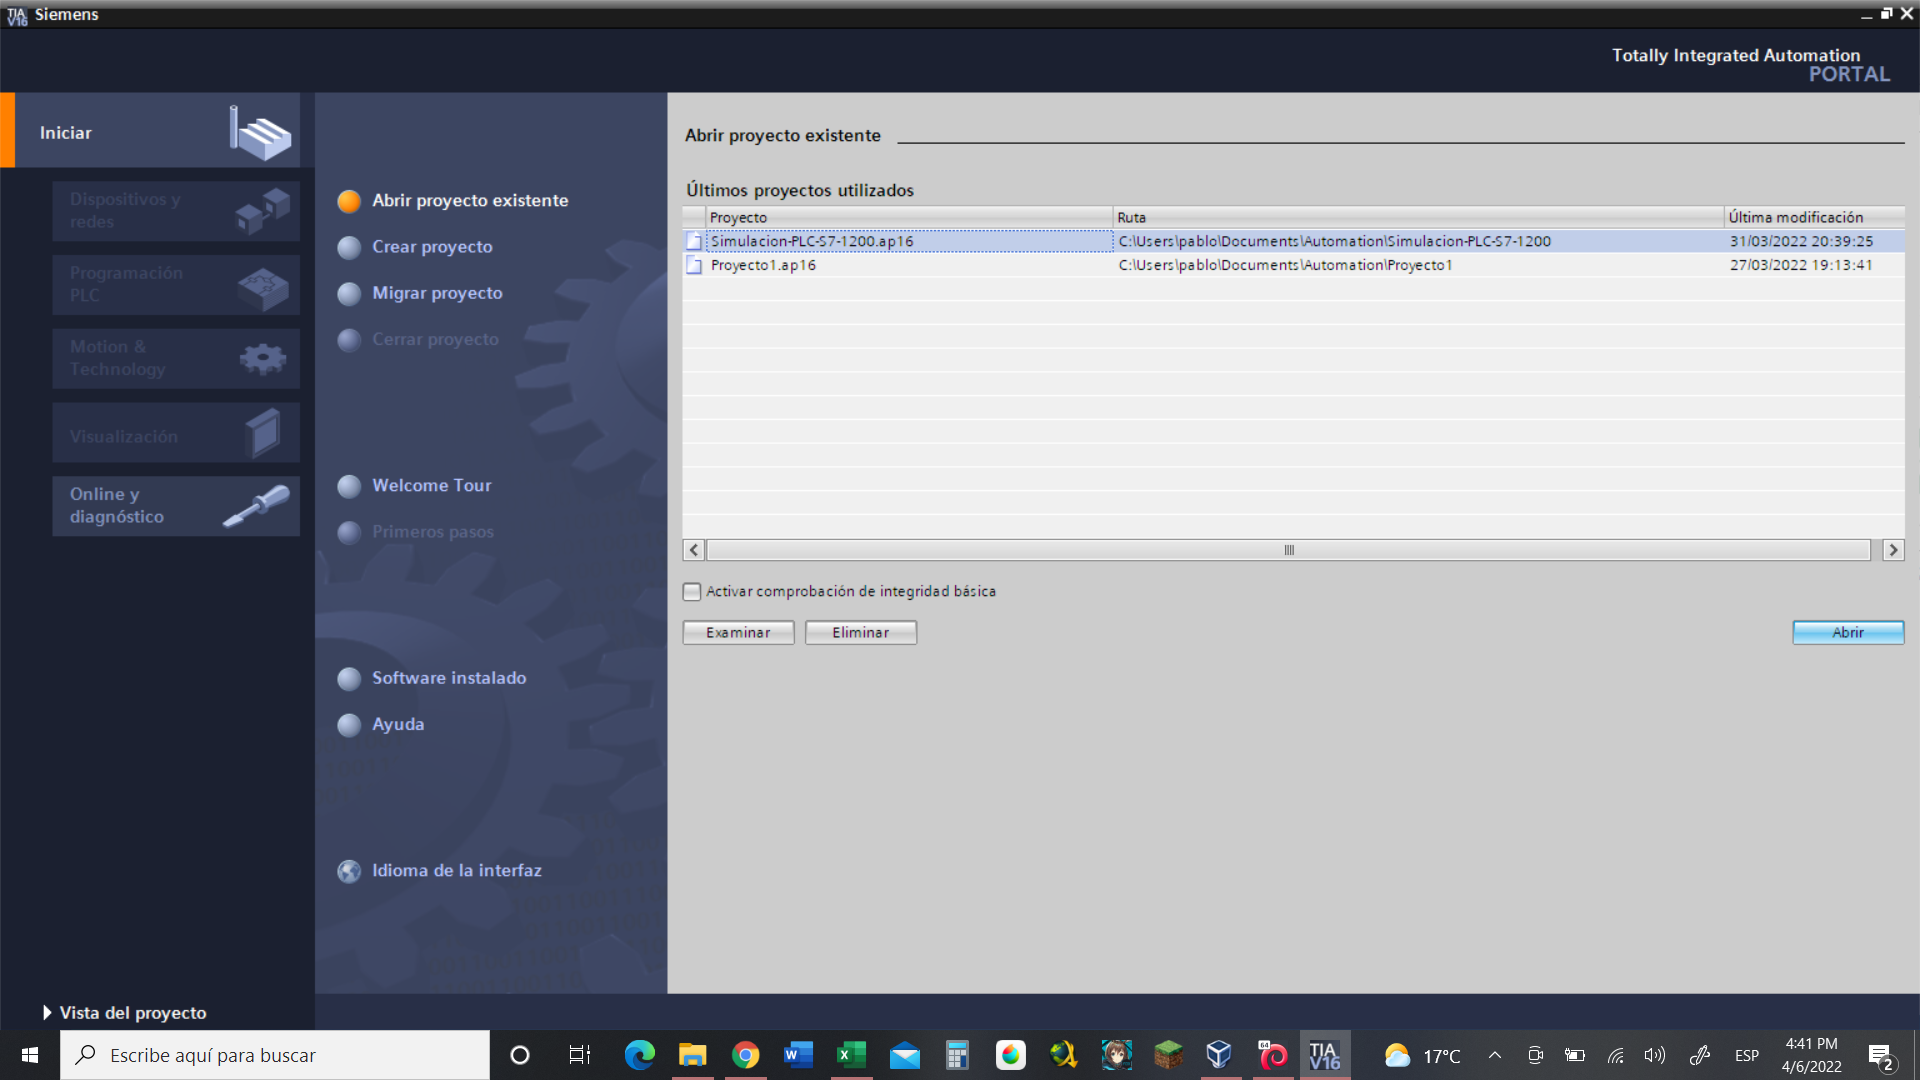 Siemens
Totally Integrated Automation
PORTAL
Iniciar
Dispositivos y
redes
Programación
PLC
Motion &
Technology
Visualización
Online y
diagnóstico
Vista del proyecto
Abrir proyecto existente
Crear proyecto
Migrar proyecto
Cerrar proyecto
Welcome Tour
Primeros pasos
Software instalado
Ayuda
Idioma de la interfaz
Abrir proyecto existente
Últimos proyectos utilizados
Proyecto Ruta Última modificación
Simulacion-PLC-S7-1200.ap16 C:\Users\pablo\Documents\Automation\Simulacion-PLC-S7-1200 31/03/2022 20:39:25
Proyecto1.ap16 C:\Users\pablo\Documents\Automation\Proyecto1 27/03/2022 19:13:41
Activar comprobación de integridad básica
Examinar Eliminar Abrir
Escribe aquí para buscar
64
TIA
V16
17°C
ESP
4:41 PM
4/6/2022
2